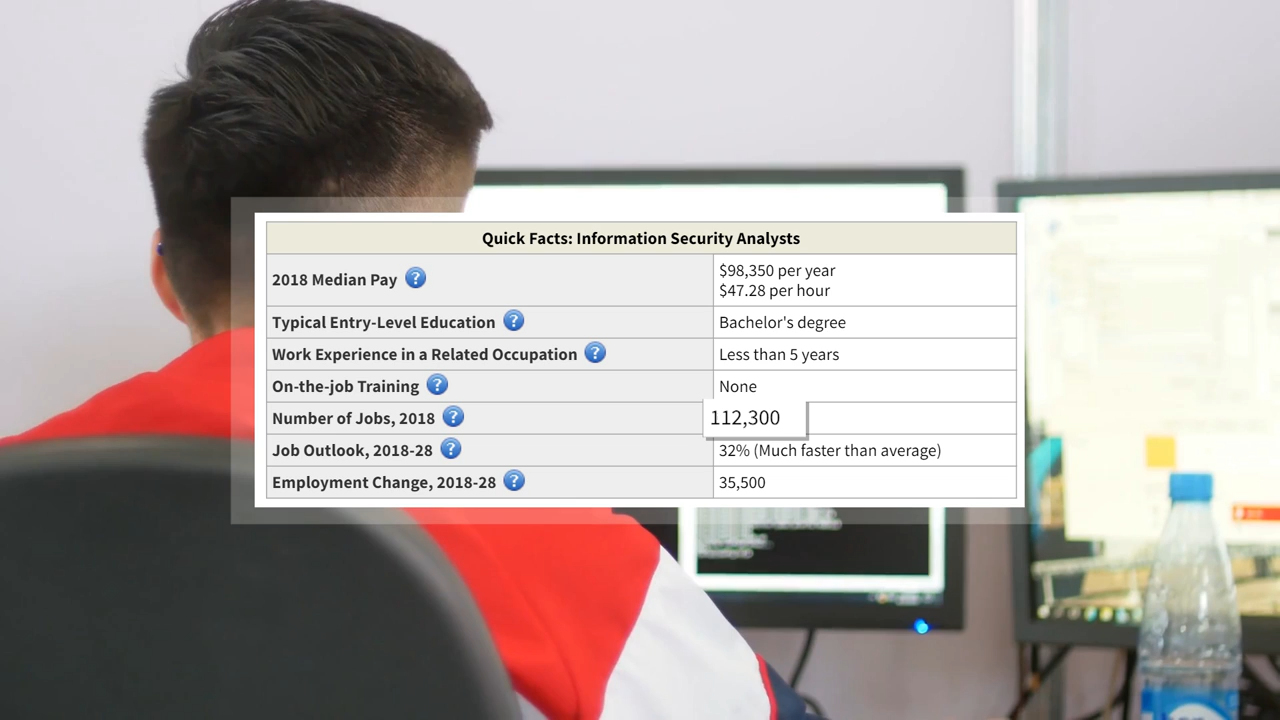 Quick Facts: Information Security Analysts
2018 Median Pay ?
$98,350 per year
$47.28 per hour
Typical Entry-Level Education ?
Bachelor's degree
Work Experience in a Related Occupation ?
Less than 5 years
On-the-job Training ?
None
Number of Jobs, 2018 ?
112,300
Job Outlook, 2018-28 ?
32% (Much faster than average)
Employment Change, 2018-28 ?
35,500